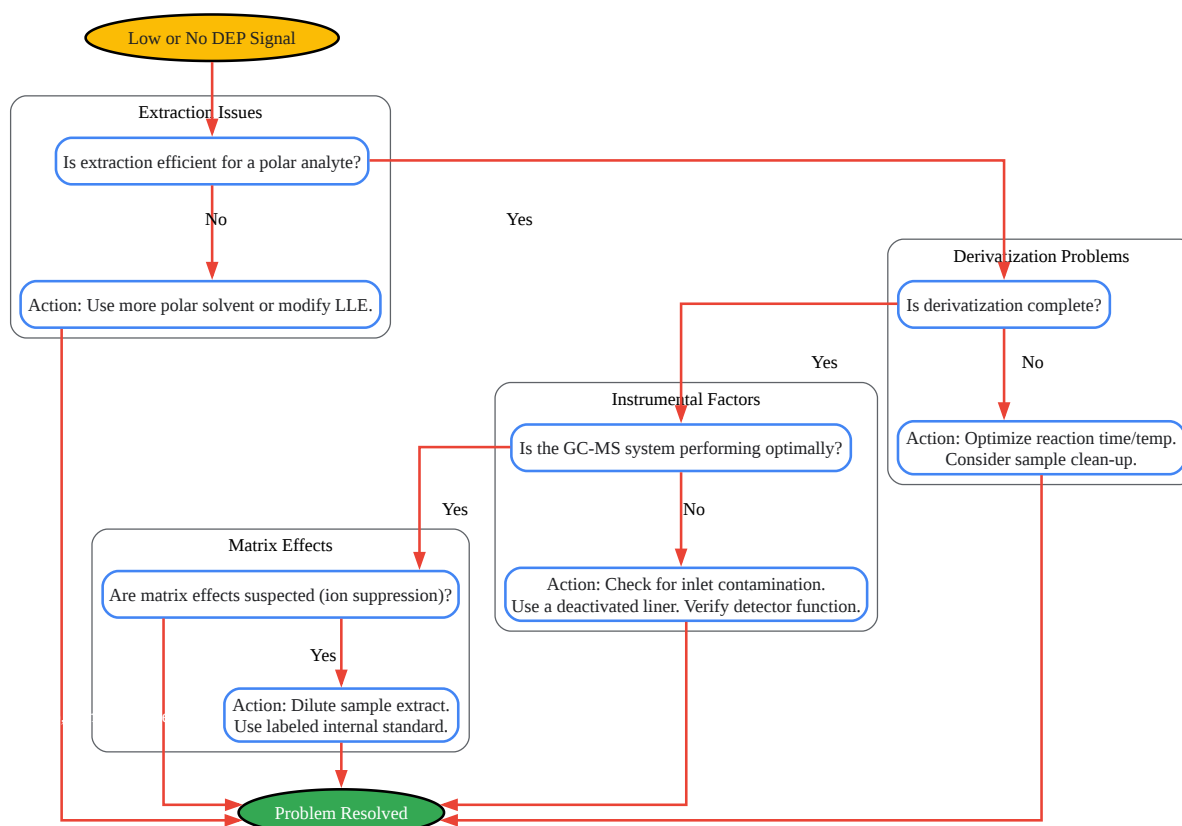 Low or No DEP Signal
Extraction Issues
Is extraction efficient for a polar analyte?
No
Yes
Action: Use more polar solvent or modify LLE.
Derivatization Problems
Is derivatization complete?
Yes
No
Instrumental Factors
Is the GC-MS system performing optimally?
Action: Optimize reaction time/temp.
Consider sample clean-up.
Yes
No
Matrix Effects
Are matrix effects suspected (ion suppression)?
Action: Check for inlet contamination.
Use a deactivated liner. Verify detector function.
Yes
Action: Dilute sample extract.
Use labeled internal standard.
Problem Resolved